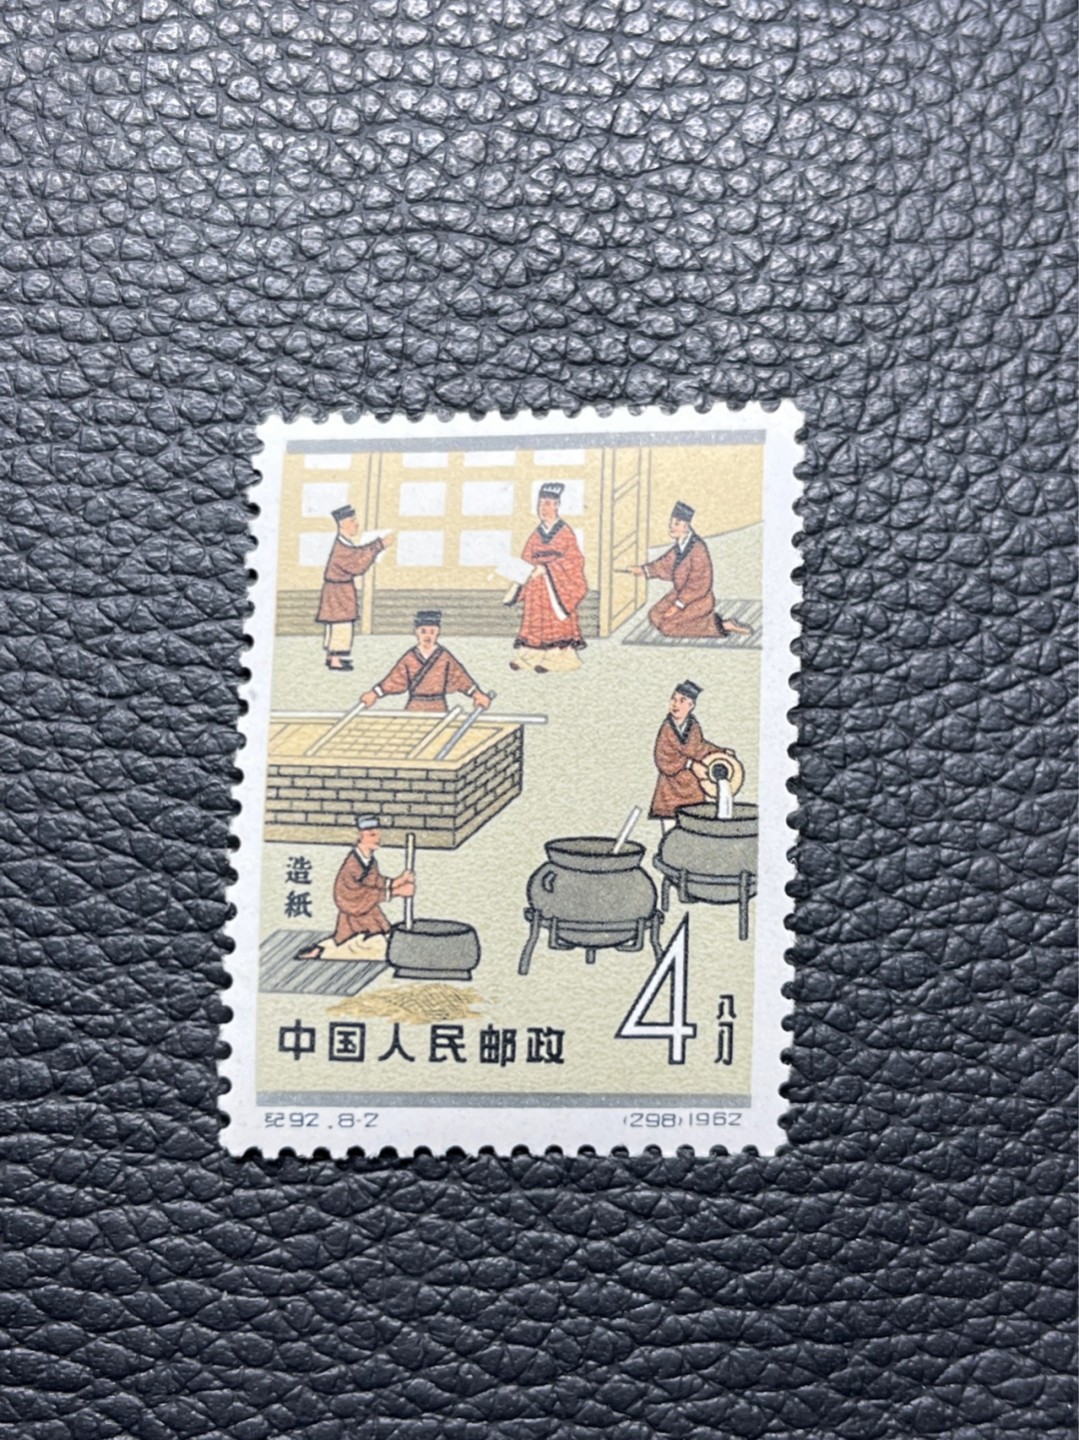 造
紙
中国人民邮政
4分
纪92.8-2
(298)1962